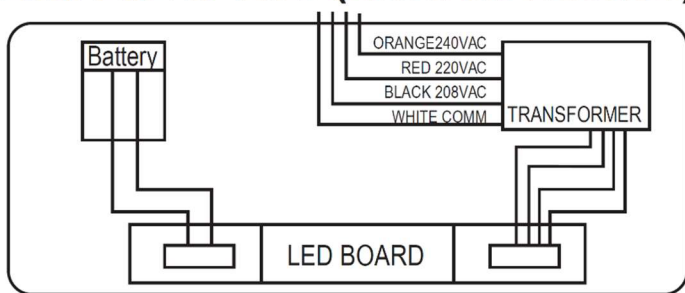 ORANGE240VAC
Battery
RED 220VAC
BLACK 208VAC
WHITE COMM
TRANSFORMER
LED BOARD